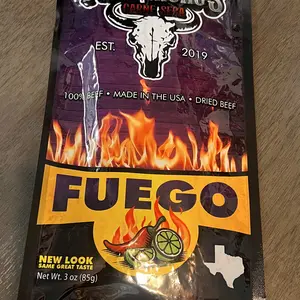 CARNE SECA
EST. 2019
100% BEEF • MADE IN THE USA • DRIED BEEF
FUEGO
NEW LOOK
SAME GREAT TASTE
Net Wt. 3 oz (85g)